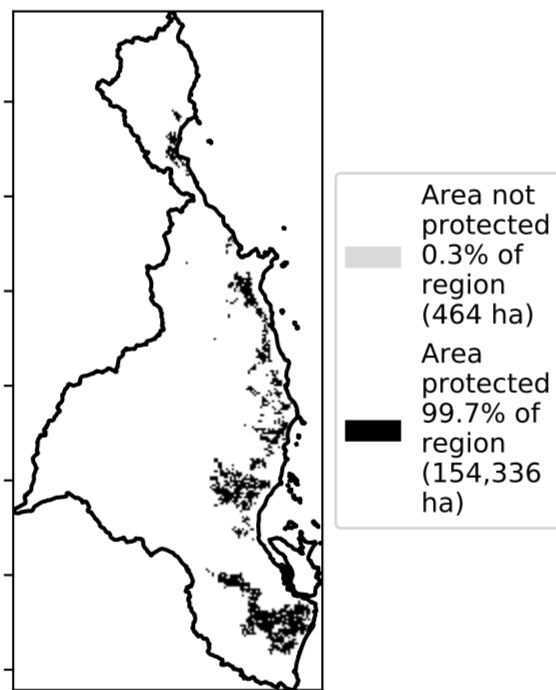 Area not
protected
0.3% of
region
(464 ha)
Area
protected
99.7% of
region
(154,336
ha)